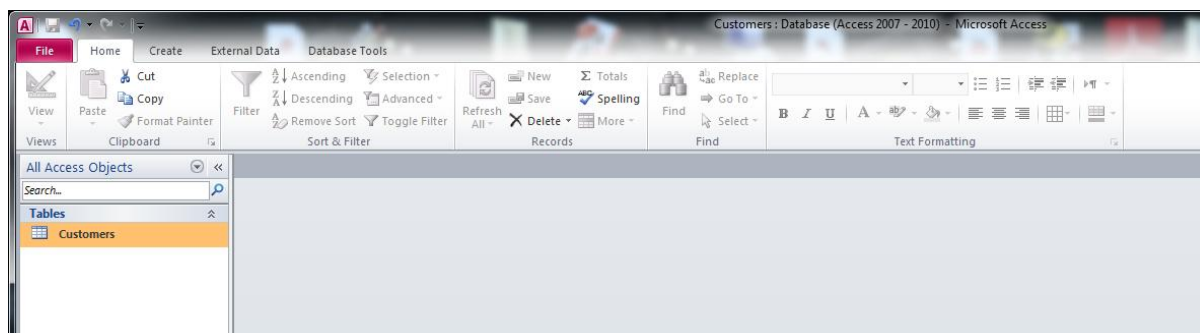 Customers : Database (Access 2007 - 2010) - Microsoft Access
File Home Create External Data Database Tools
View
Views
Paste
Cut
Copy
Format Painter
Clipboard
Filter
Ascending
Descending
Remove Sort
Selection
Advanced
Toggle Filter
Sort & Filter
Refresh
All
New
Save
Delete
Totals
Spelling
More
Records
Find
Replace
Go To
Select
Find
B I U A
Text Formatting
All Access Objects
Search...
Tables
Customers